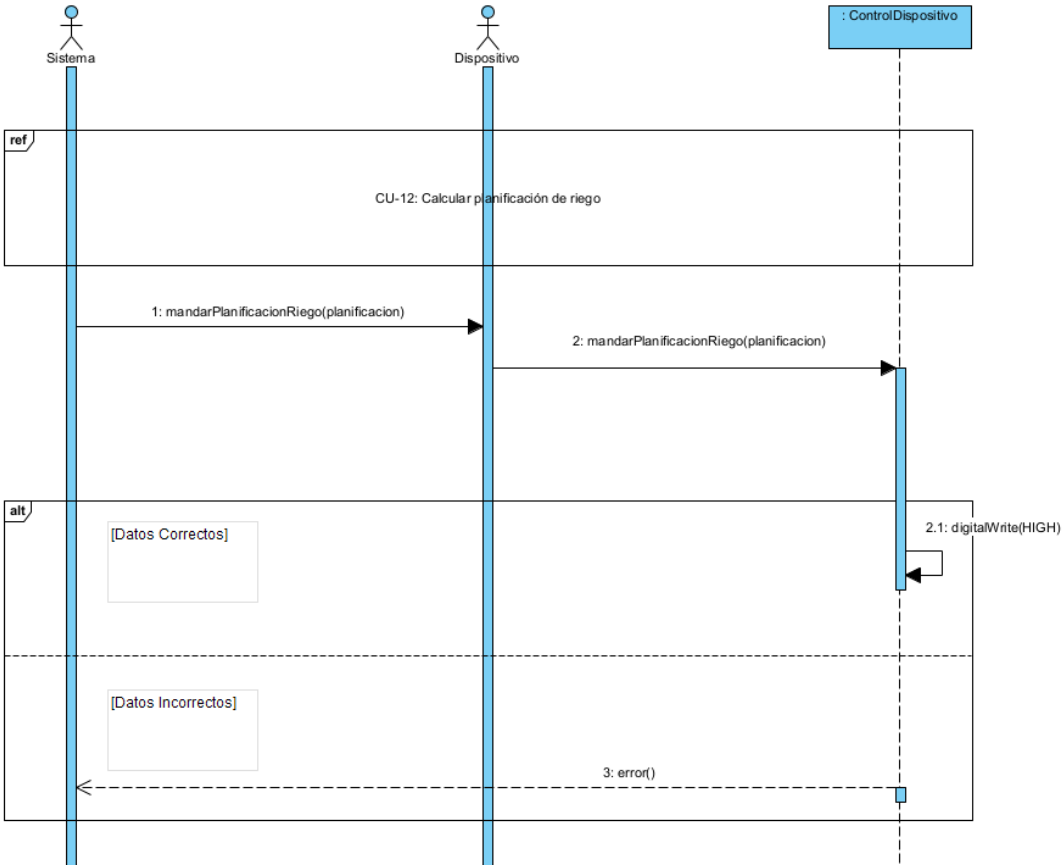 Sistema
Dispositivo
: ControlDispositivo
ref
CU-12: Calcular planificación de riego
1: mandarPlanificacionRiego(planificacion)
2: mandarPlanificacionRiego(planificacion)
alt
[Datos Correctos]
2.1: digitalWrite(HIGH)
[Datos Incorrectos]
3: error()